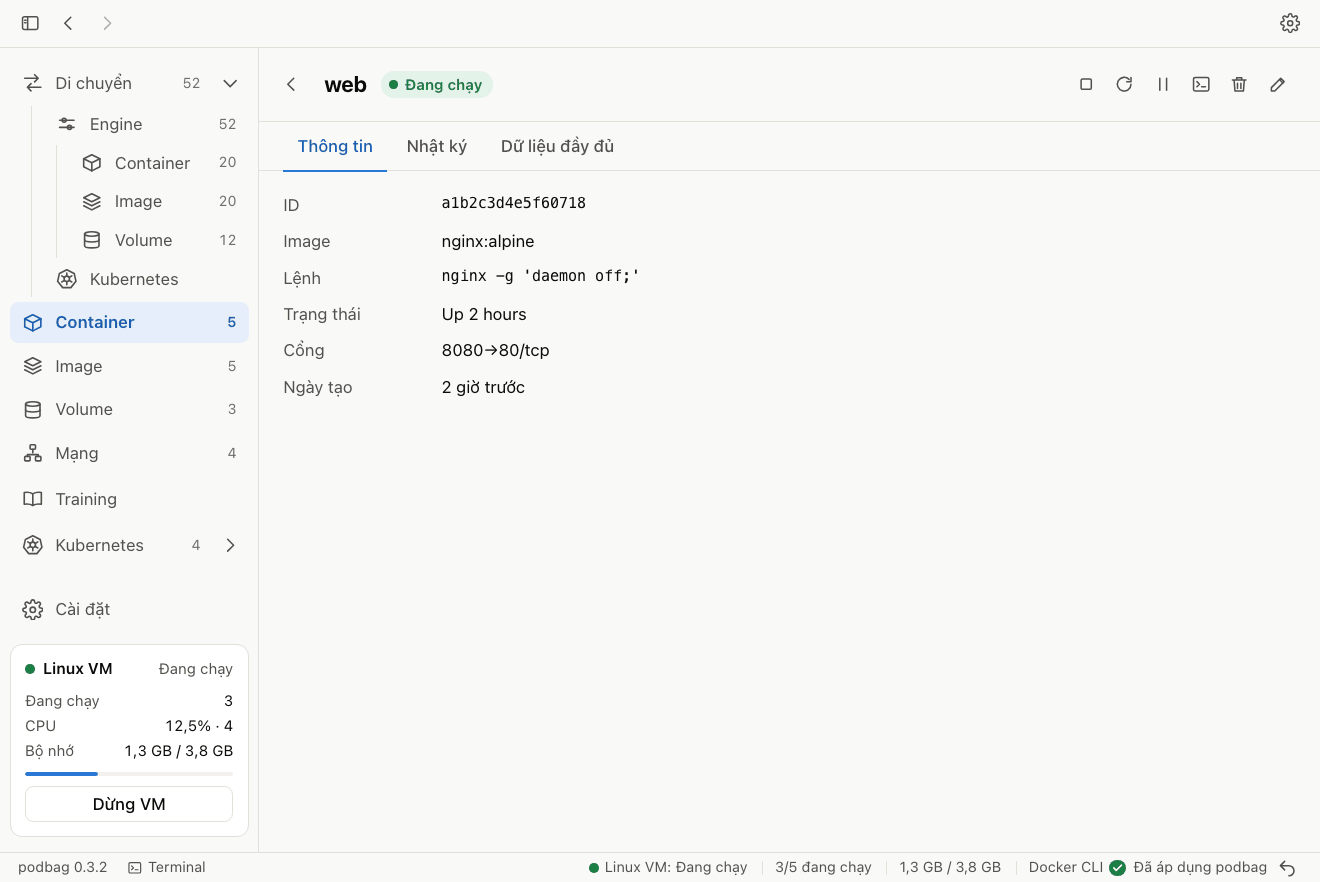 Di chuyển 52
Engine 52
Container 20
Image 20
Volume 12
Kubernetes
Container 5
Image 5
Volume 3
Mạng 4
Training
Kubernetes 4
Cài đặt
Linux VM Đang chạy
Đang chạy 3
CPU 12,5% · 4
Bộ nhớ 1,3 GB / 3,8 GB
Dừng VM
web Đang chạy
Thông tin Nhật ký Dữ liệu đầy đủ
ID a1b2c3d4e5f60718
Image nginx:alpine
Lệnh nginx -g 'daemon off;'
Trạng thái Up 2 hours
Cổng 8080→80/tcp
Ngày tạo 2 giờ trước
podbag 0.3.2 Terminal Linux VM: Đang chạy 3/5 đang chạy 1,3 GB / 3,8 GB Docker CLI Đã áp dụng podbag